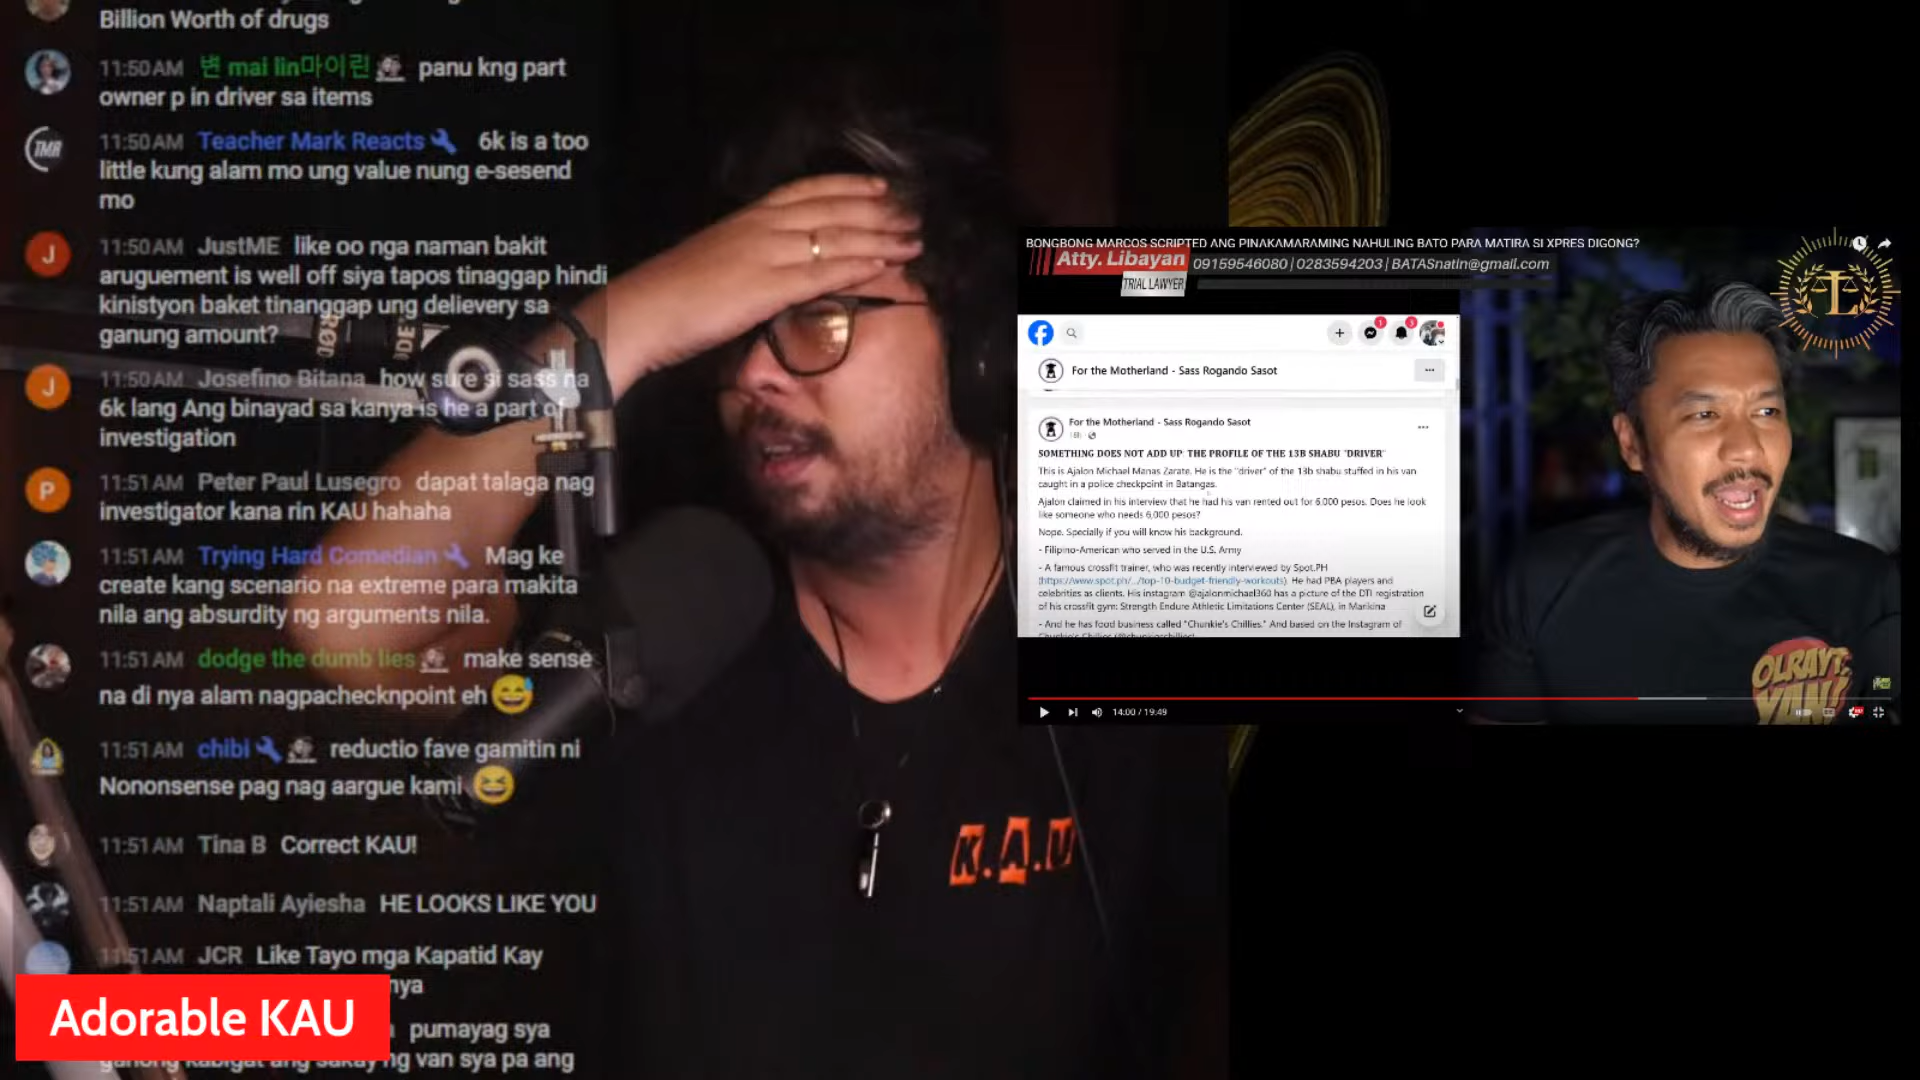 Billion Worth of drugs
11:50 AM 변 mai lin마이린 panu kng part
owner p in driver sa items
TMR
11:50 AM Teacher Mark Reacts 6k is a too
little kung alam mo ung value nung e-sesend
mo
J
11:50 AM JustME like oo nga naman bakit
aruguement is well off siya tapos tinaggap hindi
kinistyon baket tinanggap ung delievery sa
ganung amount?
J
11:50 AM Josefino Bitana how sure si sass na
6k lang Ang binayad sa kanya is he a part of
investigation
P
11:51 AM Peter Paul Lusegro dapat talaga nag
investigator kana rin KAU hahaha
11:51 AM Trying Hard Comedian Mag ke
create kang scenario na extreme para makita
nila ang absurdity ng arguments nila.
11:51 AM dodge the dumb lies make sense
na di nya alam nagpachecknpoint eh 😅
11:51 AM chibi reductio fave gamitin ni
Nononsense pag nag aargue kami 😆
11:51 AM Tina B Correct KAU!
11:51 AM Naptali Ayiesha HE LOOKS LIKE YOU
11:51 AM JCR Like Tayo mga Kapatid Kay
nya
pumayag sya
ganong kabigat ang sakay ng van sya pa ang
Adorable KAU
RØDE
K.A.U
BONGBONG MARCOS SCRIPTED ANG PINAKAMARAMING NAHULING BATO PARA MATIRA SI XPRES DIGONG?
Atty. Libayan 09159546080 | 0283594203 | BATASnatin@gmail.com
TRIAL LAWYER
L
For the Motherland - Sass Rogando Sasot
For the Motherland - Sass Rogando Sasot
SOMETHING DOES NOT ADD UP: THE PROFILE OF THE 13B SHABU "DRIVER"
This is Ajalon Michael Manas Zarate. He is the "driver" of the 13b shabu stuffed in his van
caught in a police checkpoint in Batangas.
Ajalon claimed in his interview that he had his van rented out for 6,000 pesos. Does he look
like someone who needs 6,000 pesos?
Nope. Specially if you will know his background.
- Filipino-American who served in the U.S. Army
- A famous crossfit trainer, who was recently interviewed by Spot.PH
(https://www.spot.ph/.../top-10-budget-friendly-workouts). He had PBA players and
celebrities as clients. His instagram @ajalonmichael360 has a picture of the DTI registration
of his crossfit gym: Strength Endure Athletic Limitations Center (SEAL), in Marikina
- And he has food business called "Chunkie's Chillies." And based on the Instagram of
Chunkie's Chillies
OLRAYT
YAN!
14:00 / 19:49